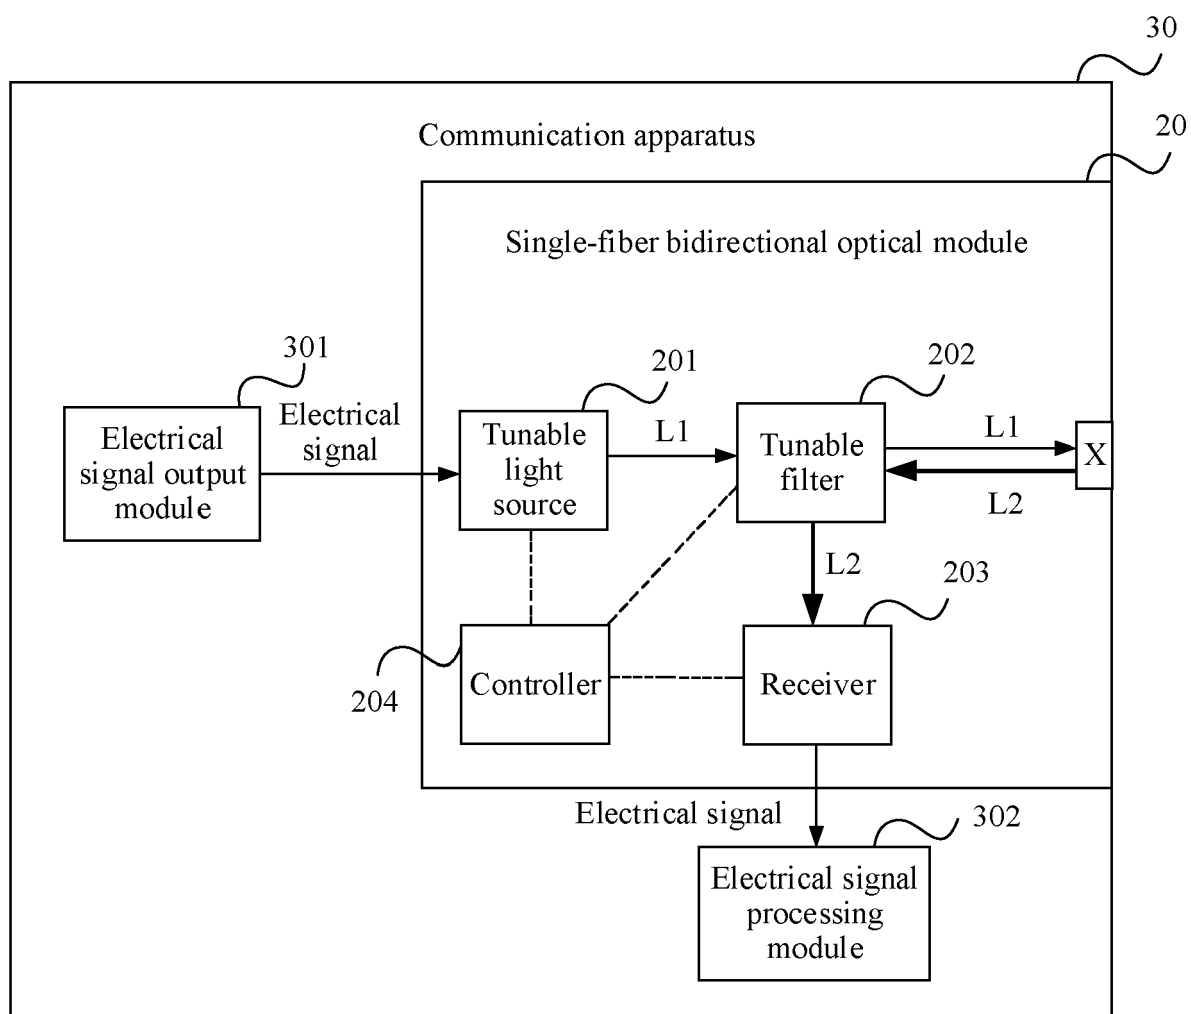 30
20
Communication apparatus
Single-fiber bidirectional optical module
301
201
202
Electrical
signal output
module
Electrical
signal
Tunable
light
source
L1
Tunable
filter
L1
X
L2
L2
203
204
Controller
Receiver
Electrical signal
302
Electrical signal
processing
module